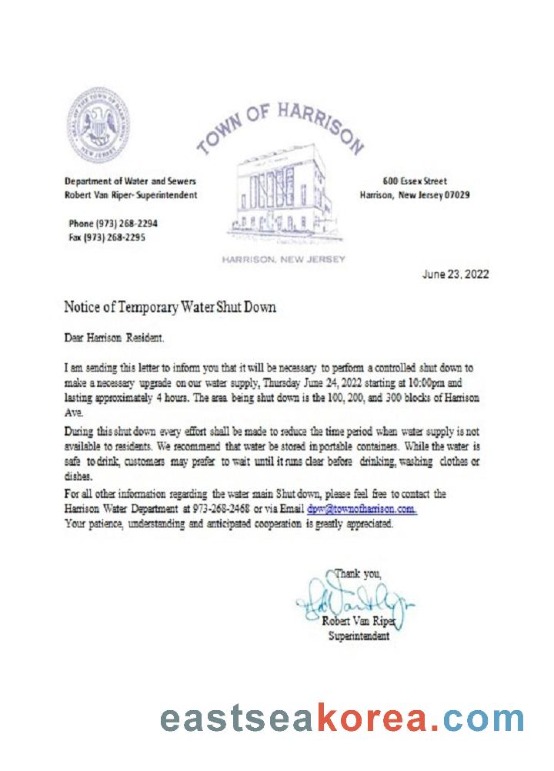 SEAL OF THE TOWN OF HARRISON
NEW JERSEY
TOWN OF HARRISON
Department of Water and Sewers
Robert Van Riper- Superintendent
600 Essex Street
Harrison, New Jersey 07029
Phone (973) 268-2294
Fax (973) 268-2295
HARRISON, NEW JERSEY
June 23, 2022
Notice of Temporary Water Shut Down
Dear Harrison Resident.
I am sending this letter to inform you that it will be necessary to perform a controlled shut down to
make a necessary upgrade on our water supply, Thursday June 24, 2022 starting at 10:00pm and
lasting approximately 4 hours. The area being shut down is the 100, 200, and 300 blocks of Harrison
Ave.
During this shut down every effort shall be made to reduce the time period when water supply is not
available to residents. We recommend that water be stored in portable containers. While the water is
safe to drink, customers may prefer to wait until it runs clear before drinking, washing clothes or
dishes.
For all other information regarding the water main Shut down, please feel free to contact the
Harrison Water Department at 973-268-2468 or via Email dpw@townofharrison.com.
Your patience, understanding and anticipated cooperation is greatly appreciated.
Thank you,
Robert Van Riper
Superintendent
eastseakorea.com